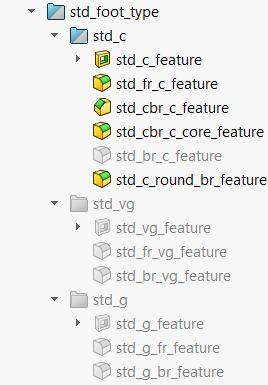 std_foot_type
std_c
std_c_feature
std_fr_c_feature
std_cbr_c_feature
std_cbr_c_core_feature
std_br_c_feature
std_c_round_br_feature
std_vg
std_vg_feature
std_fr_vg_feature
std_br_vg_feature
std_g
std_g_feature
std_g_fr_feature
std_g_br_feature